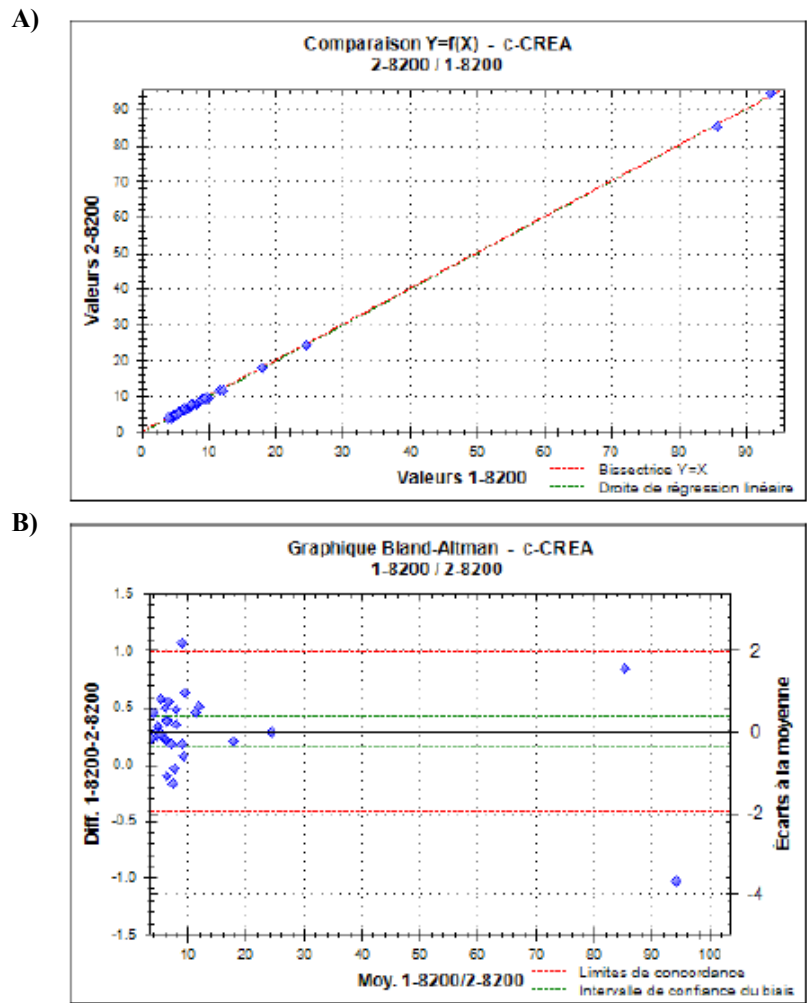 A)
Comparaison Y=f(X) - c-CREA
2-8200 / 1-8200
Valeurs 2-8200
90
80
70
60
50
40
30
20
10
0
0 10 20 30 40 50 60 70 80 90
Valeurs 1-8200
Bissectrice Y=X
Droite de régression linéaire
B)
Graphique Bland-Altman - c-CREA
1-8200 / 2-8200
Diff. 1-8200-2-8200
1.5
1.0
0.5
0.0
-0.5
-1.0
-1.5
2
0
-2
-4
Écarts à la moyenne
10 20 30 40 50 60 70 80 90 100
Moy. 1-8200/2-8200
Limites de concordance
Intervalle de confiance du biais